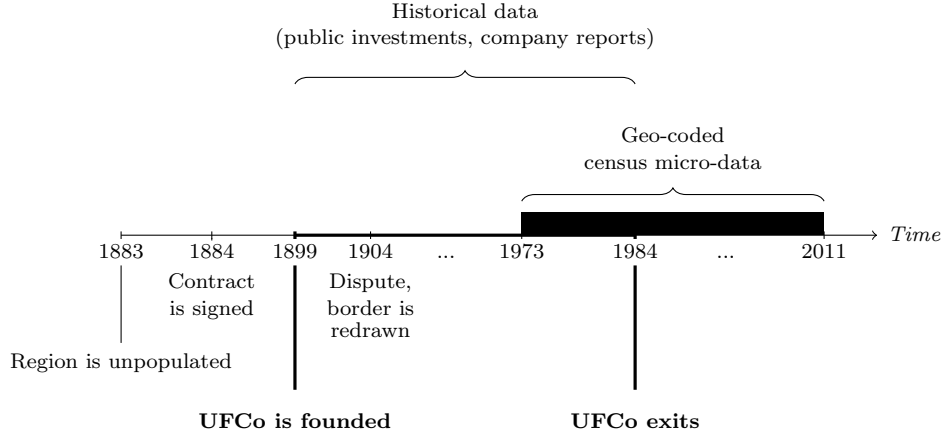 Historical data
(public investments, company reports)
Geo-coded
census micro-data
Time
1883 1884 1899 1904 ... 1973 1984 ... 2011
Contract
is signed
Dispute,
border is
redrawn
Region is unpopulated
UFCo is founded
UFCo exits